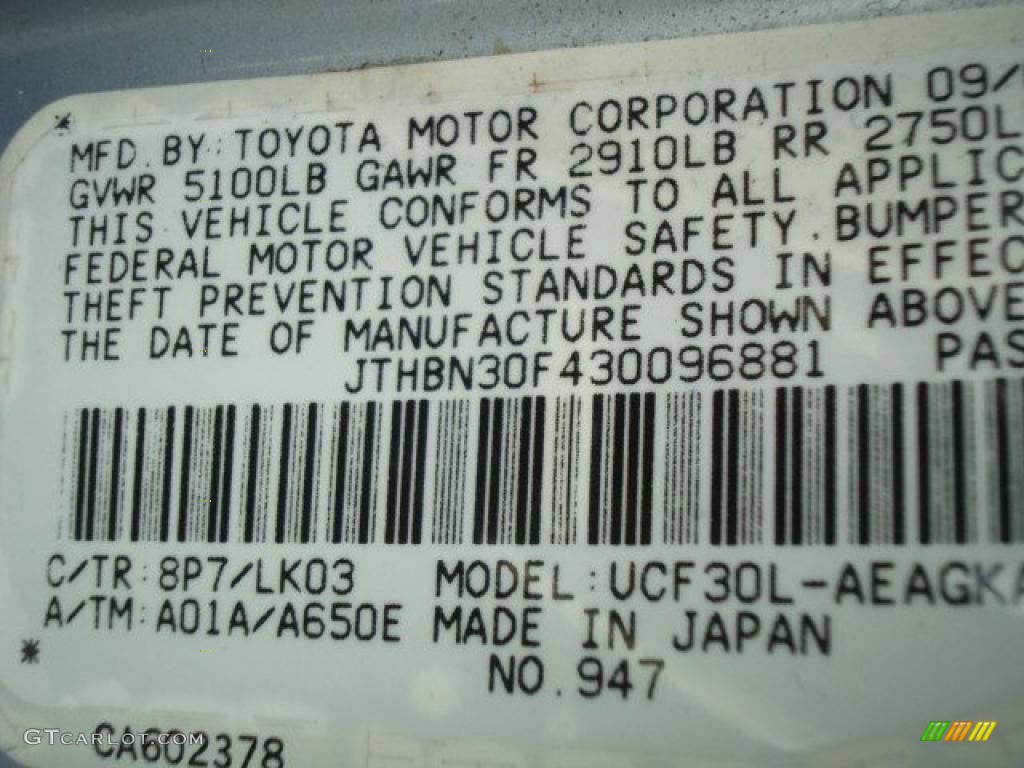 MFD. BY: TOYOTA MOTOR CORPORATION 09/
GVWR 5100LB GAWR FR 2910LB RR 2750L
THIS VEHICLE CONFORMS TO ALL APPLIC
FEDERAL MOTOR VEHICLE SAFETY, BUMPER
THEFT PREVENTION STANDARDS IN EFFEC
THE DATE OF MANUFACTURE SHOWN ABOVE
JTHBN30F430096881 PAS
C/TR: 8P7/LK03 MODEL: UCF30L-AEAGKA
A/TM: A01A/A650E MADE IN JAPAN
NO. 947
CA602378
GTcarlot.com